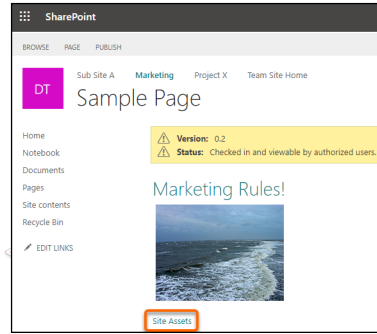 SharePoint
BROWSE PAGE PUBLISH
DT
Sub Site A Marketing Project X Team Site Home
Sample Page
Home
Notebook
Documents
Pages
Site contents
Recycle Bin
EDIT LINKS
Version: 0.2
Status: Checked in and viewable by authorized users.
Marketing Rules!
Site Assets